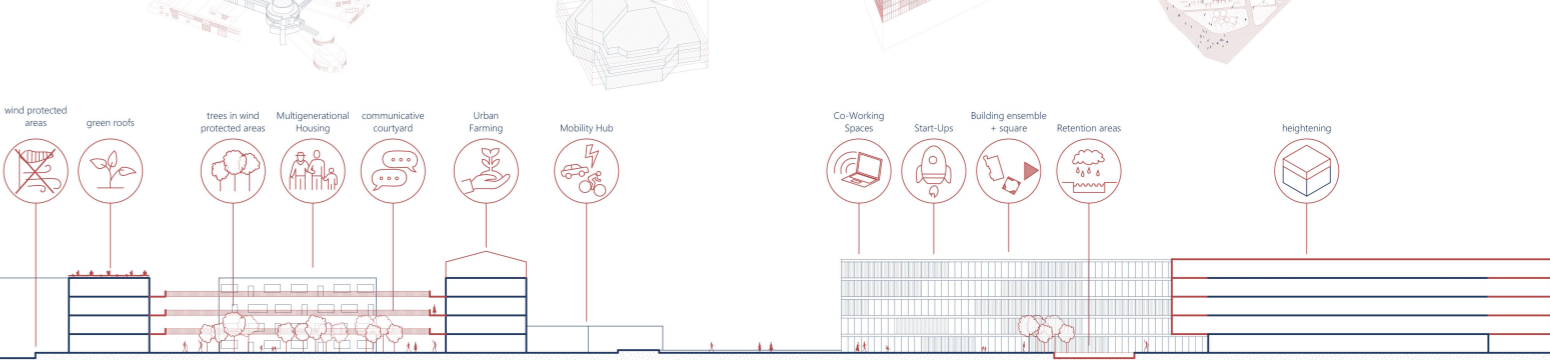 wind protected
areas
green roofs
trees in wind
protected areas
Multigenerational
Housing
communicative
courtyard
Urban
Farming
Mobility Hub
Co-Working
Spaces
Start-Ups
Building ensemble
+ square
Retention areas
heightening